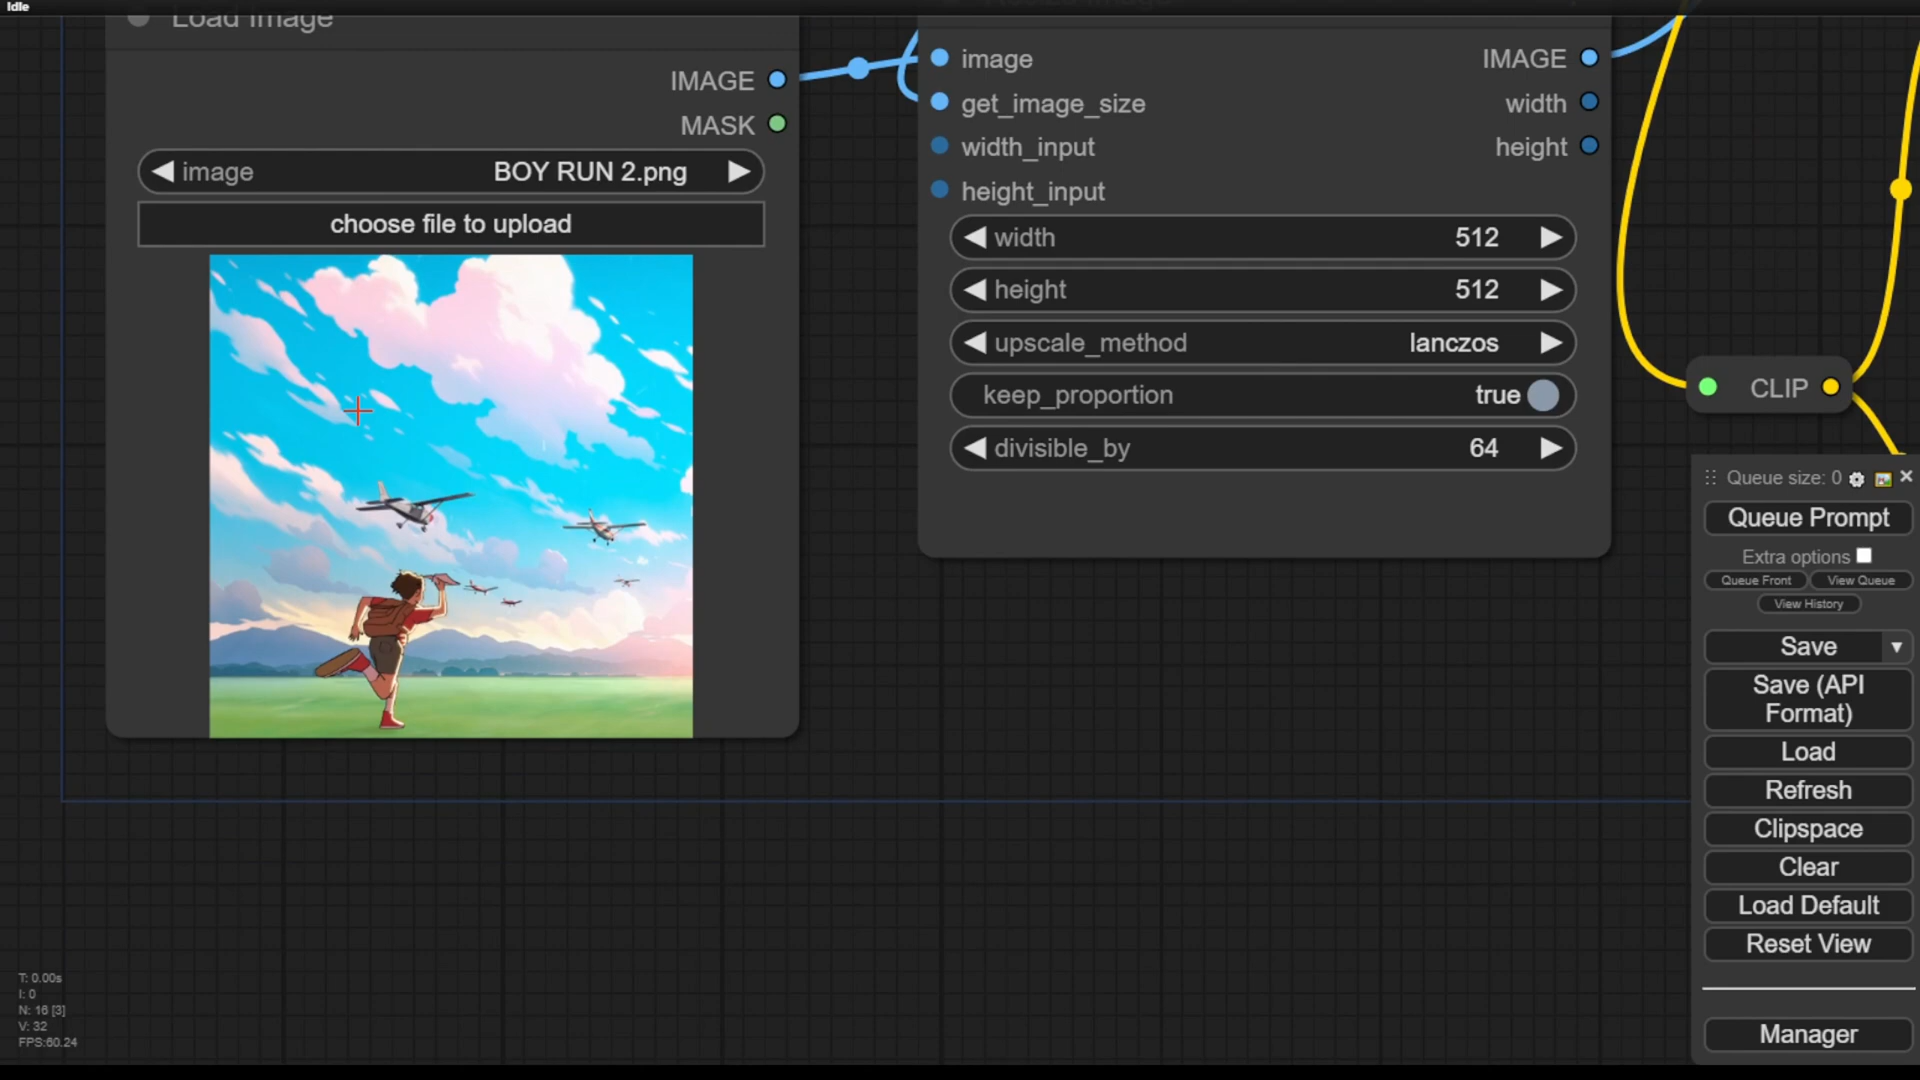 Idle
Load Image
IMAGE
MASK
image BOY RUN 2.png
choose file to upload
image IMAGE
get_image_size width
width_input height
height_input
width 512
height 512
upscale_method lanczos
keep_proportion true
divisible_by 64
CLIP
Queue size: 0
Queue Prompt
Extra options
Queue Front View Queue
View History
Save
Save (API
Format)
Load
Refresh
Clipspace
Clear
Load Default
Reset View
Manager
T: 0.00s
I: 0
N: 16 [3]
V: 32
FPS:60.24